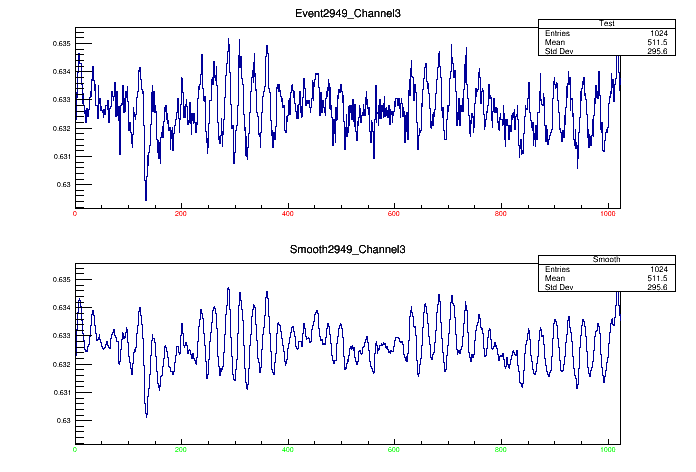 Event2949_Channel3
Test
Entries 1024
Mean 511.5
Std Dev 295.6
0.635
0.634
0.633
0.632
0.631
0.63
0 200 400 600 800 1000
Smooth2949_Channel3
Smooth
Entries 1024
Mean 511.5
Std Dev 295.6
0.635
0.634
0.633
0.632
0.631
0.63
0 200 400 600 800 1000